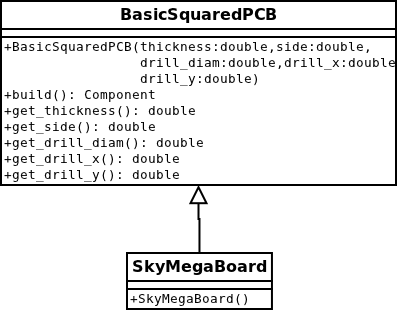 BasicSquaredPCB
+BasicSquaredPCB(thickness:double,side:double,
drill_diam:double,drill_x:double
drill_y:double)
+build(): Component
+get_thickness(): double
+get_side(): double
+get_drill_diam(): double
+get_drill_x(): double
+get_drill_y(): double
SkyMegaBoard
+SkyMegaBoard()